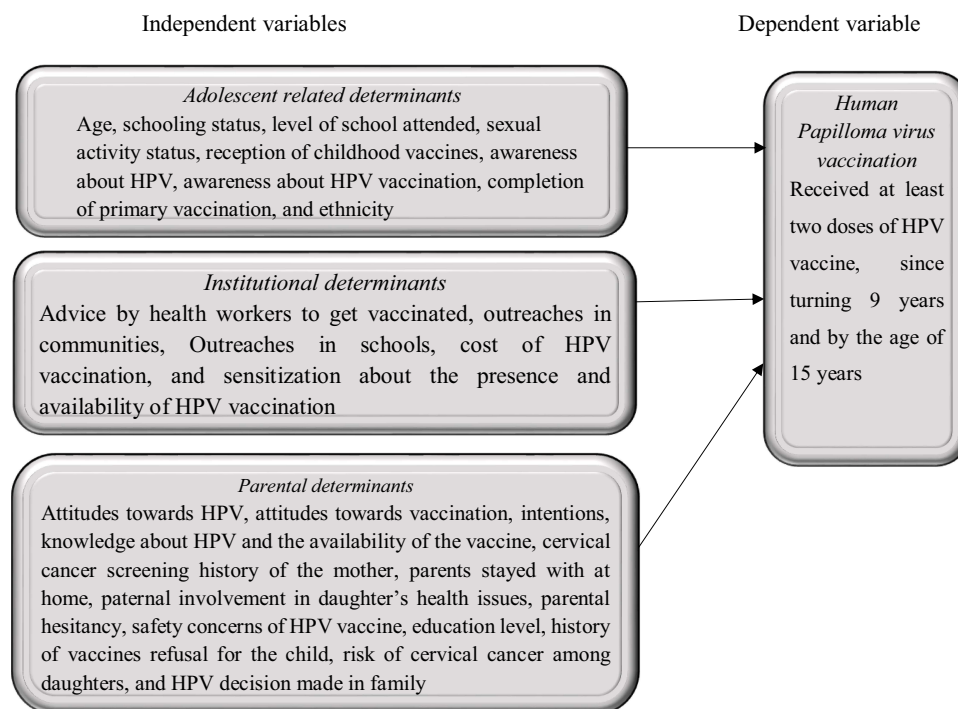 Independent variables
Dependent variable
Adolescent related determinants
Age, schooling status, level of school attended, sexual
activity status, reception of childhood vaccines, awareness
about HPV, awareness about HPV vaccination, completion
of primary vaccination, and ethnicity
Institutional determinants
Advice by health workers to get vaccinated, outreaches in
communities, Outreaches in schools, cost of HPV
vaccination, and sensitization about the presence and
availability of HPV vaccination
Parental determinants
Attitudes towards HPV, attitudes towards vaccination, intentions,
knowledge about HPV and the availability of the vaccine, cervical
cancer screening history of the mother, parents stayed with at
home, paternal involvement in daughter’s health issues, parental
hesitancy, safety concerns of HPV vaccine, education level, history
of vaccines refusal for the child, risk of cervical cancer among
daughters, and HPV decision made in family
Human
Papilloma virus
vaccination
Received at least
two doses of HPV
vaccine, since
turning 9 years
and by the age of
15 years